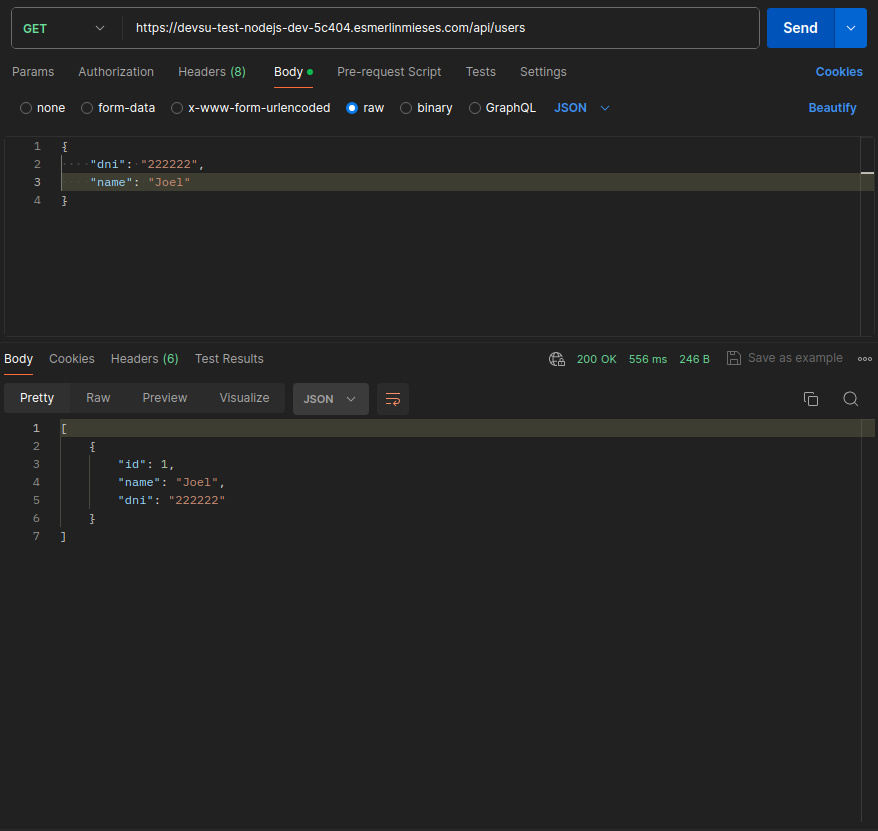 GET https://devsu-test-nodejs-dev-5c404.esmerlinmieses.com/api/users Send
Params Authorization Headers (8) Body Pre-request Script Tests Settings Cookies
none form-data x-www-form-urlencoded raw binary GraphQL JSON Beautify
1 {
2 "dni": "222222",
3 "name": "Joel"
4 }
Body Cookies Headers (6) Test Results 200 OK 556 ms 246 B Save as example
Pretty Raw Preview Visualize JSON
1 [
2 {
3 "id": 1,
4 "name": "Joel",
5 "dni": "222222"
6 }
7 ]